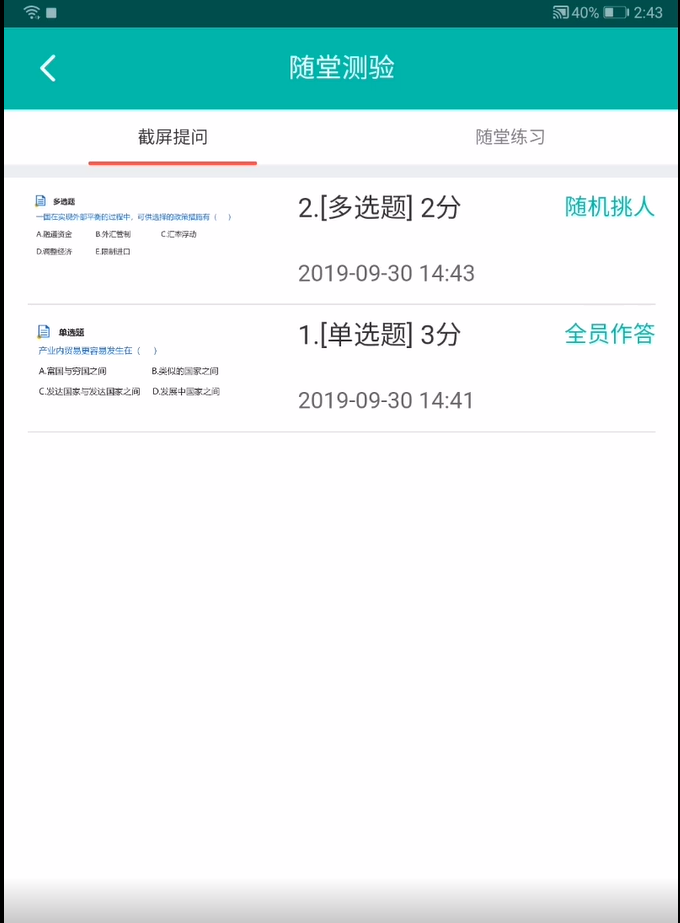 40% 2:43
随堂测验
截屏提问 随堂练习
多选题
一国在实现外部平衡的过程中，可供选择的政策措施有（ ）
A.融通资金 B.外汇管制 C.汇率浮动
D.调整经济 E.限制进口
2.[多选题] 2分 随机挑人
2019-09-30 14:43
单选题
产业内贸易更容易发生在（ ）
A.富国与穷国之间 B.类似的国家之间
C.发达国家与发达国家之间 D.发展中国家之间
1.[单选题] 3分 全员作答
2019-09-30 14:41